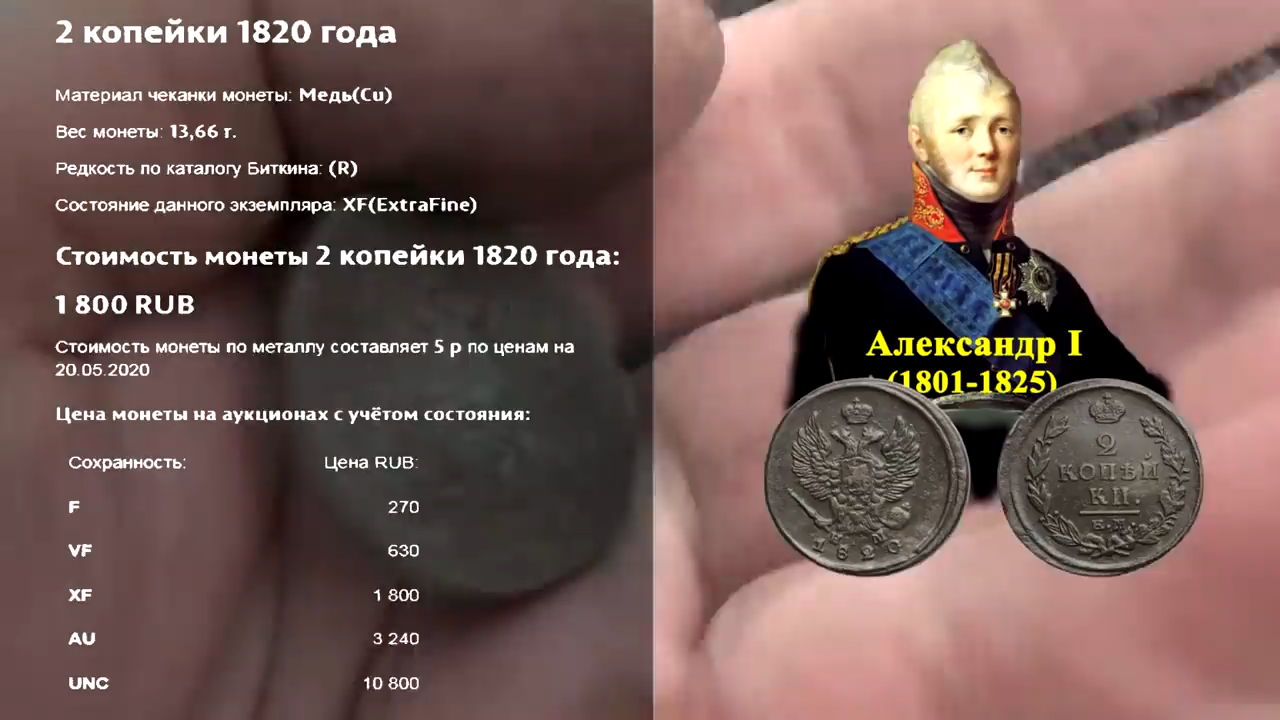 2 копейки 1820 года
Материал чеканки монеты: Медь(Cu)
Вес монеты: 13,66 г.
Редкость по каталогу Биткина: (R)
Состояние данного экземпляра: XF(ExtraFine)
Стоимость монеты 2 копейки 1820 года:
1 800 RUB
Стоимость монеты по металлу составляет 5 р по ценам на
20.05.2020
Цена монеты на аукционах с учётом состояния:
Сохранность: Цена RUB:
F 270
VF 630
XF 1 800
AU 3 240
UNC 10 800
Александр I
(1801-1825)
Н М
1820
2
КОПѢЙ
КИ.
Е.М.